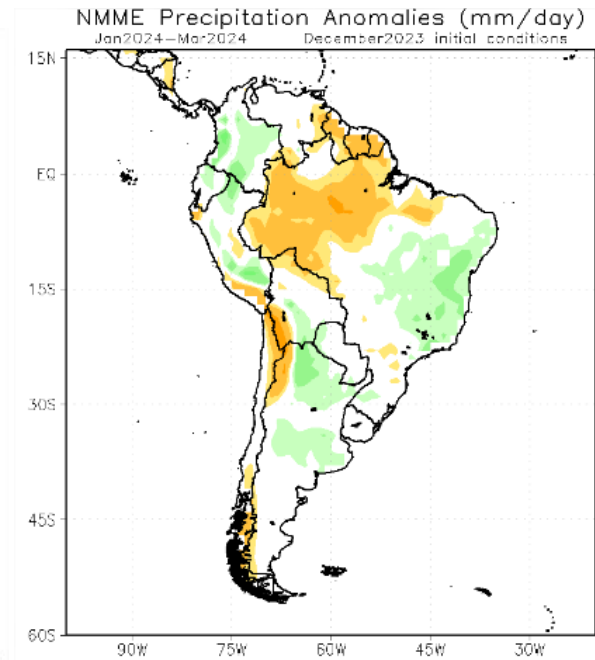 NMME Precipitation Anomalies (mm/day)
Jan2024–Mar2024 December2023 initial conditions
15N
EQ
15S
30S
45S
60S
90W 75W 60W 45W 30W